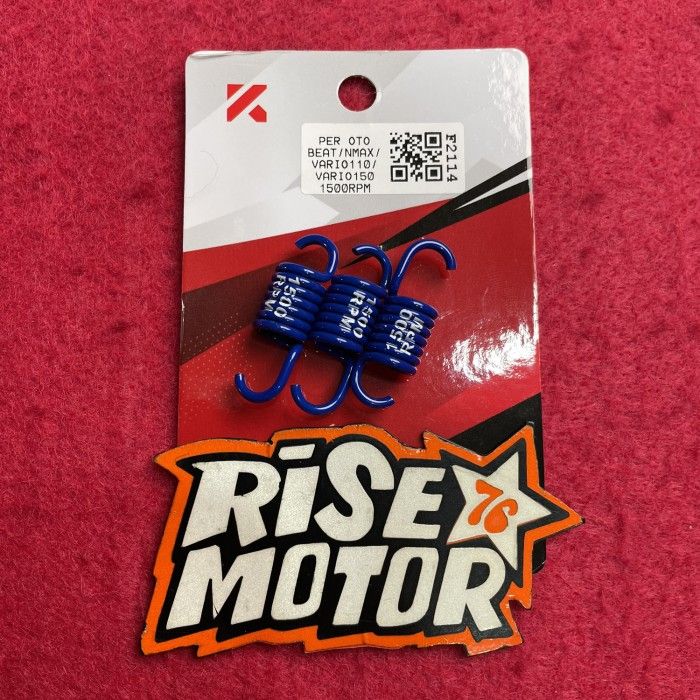 K
PER OTO
BEAT/NMAX/
VARIO110/
VARIO150
1500RPM
F2114
1500
RPM
1500
RPM
1500
RPM
RiSE
76
MOTOR